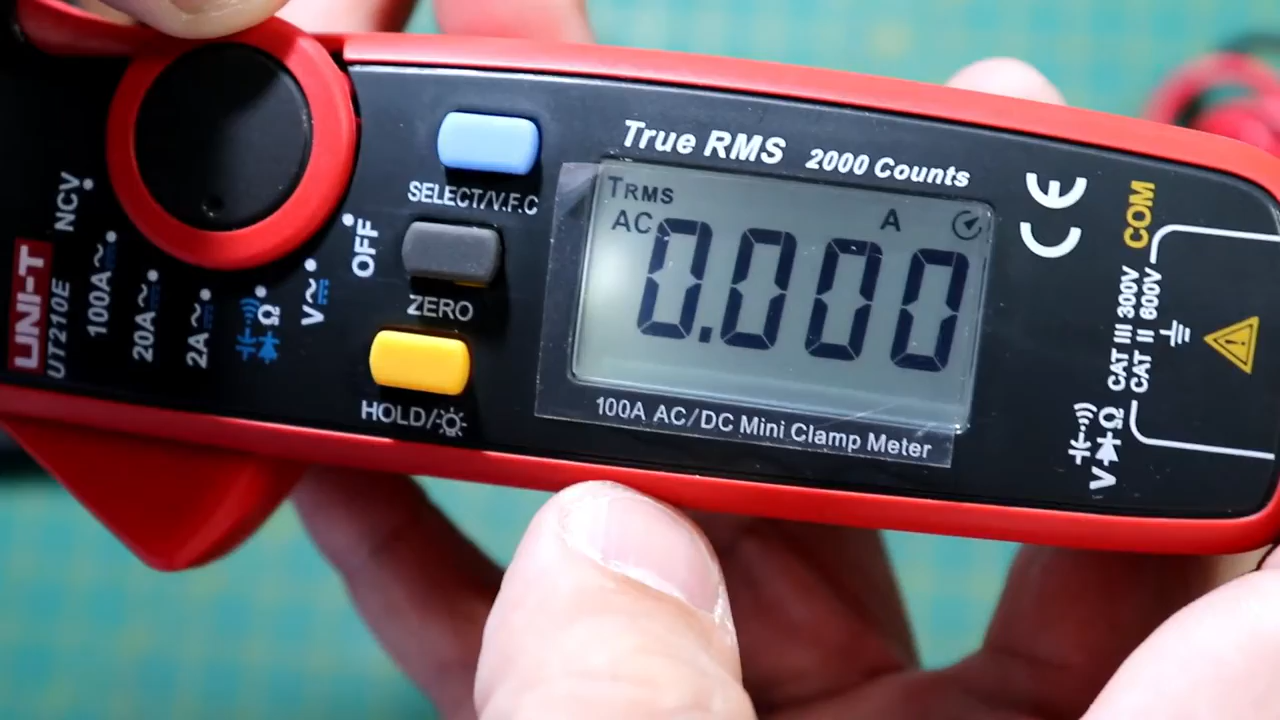 True RMS 2000 Counts
SELECT/V.F.C
TRMS
AC
A
0.000
ZERO
HOLD/
100A AC/DC Mini Clamp Meter
UNI-T
UT210E
NCV
100A
20A
2A
Ω
V
OFF
CE
COM
CAT III 300V
CAT II 600V
V Ω